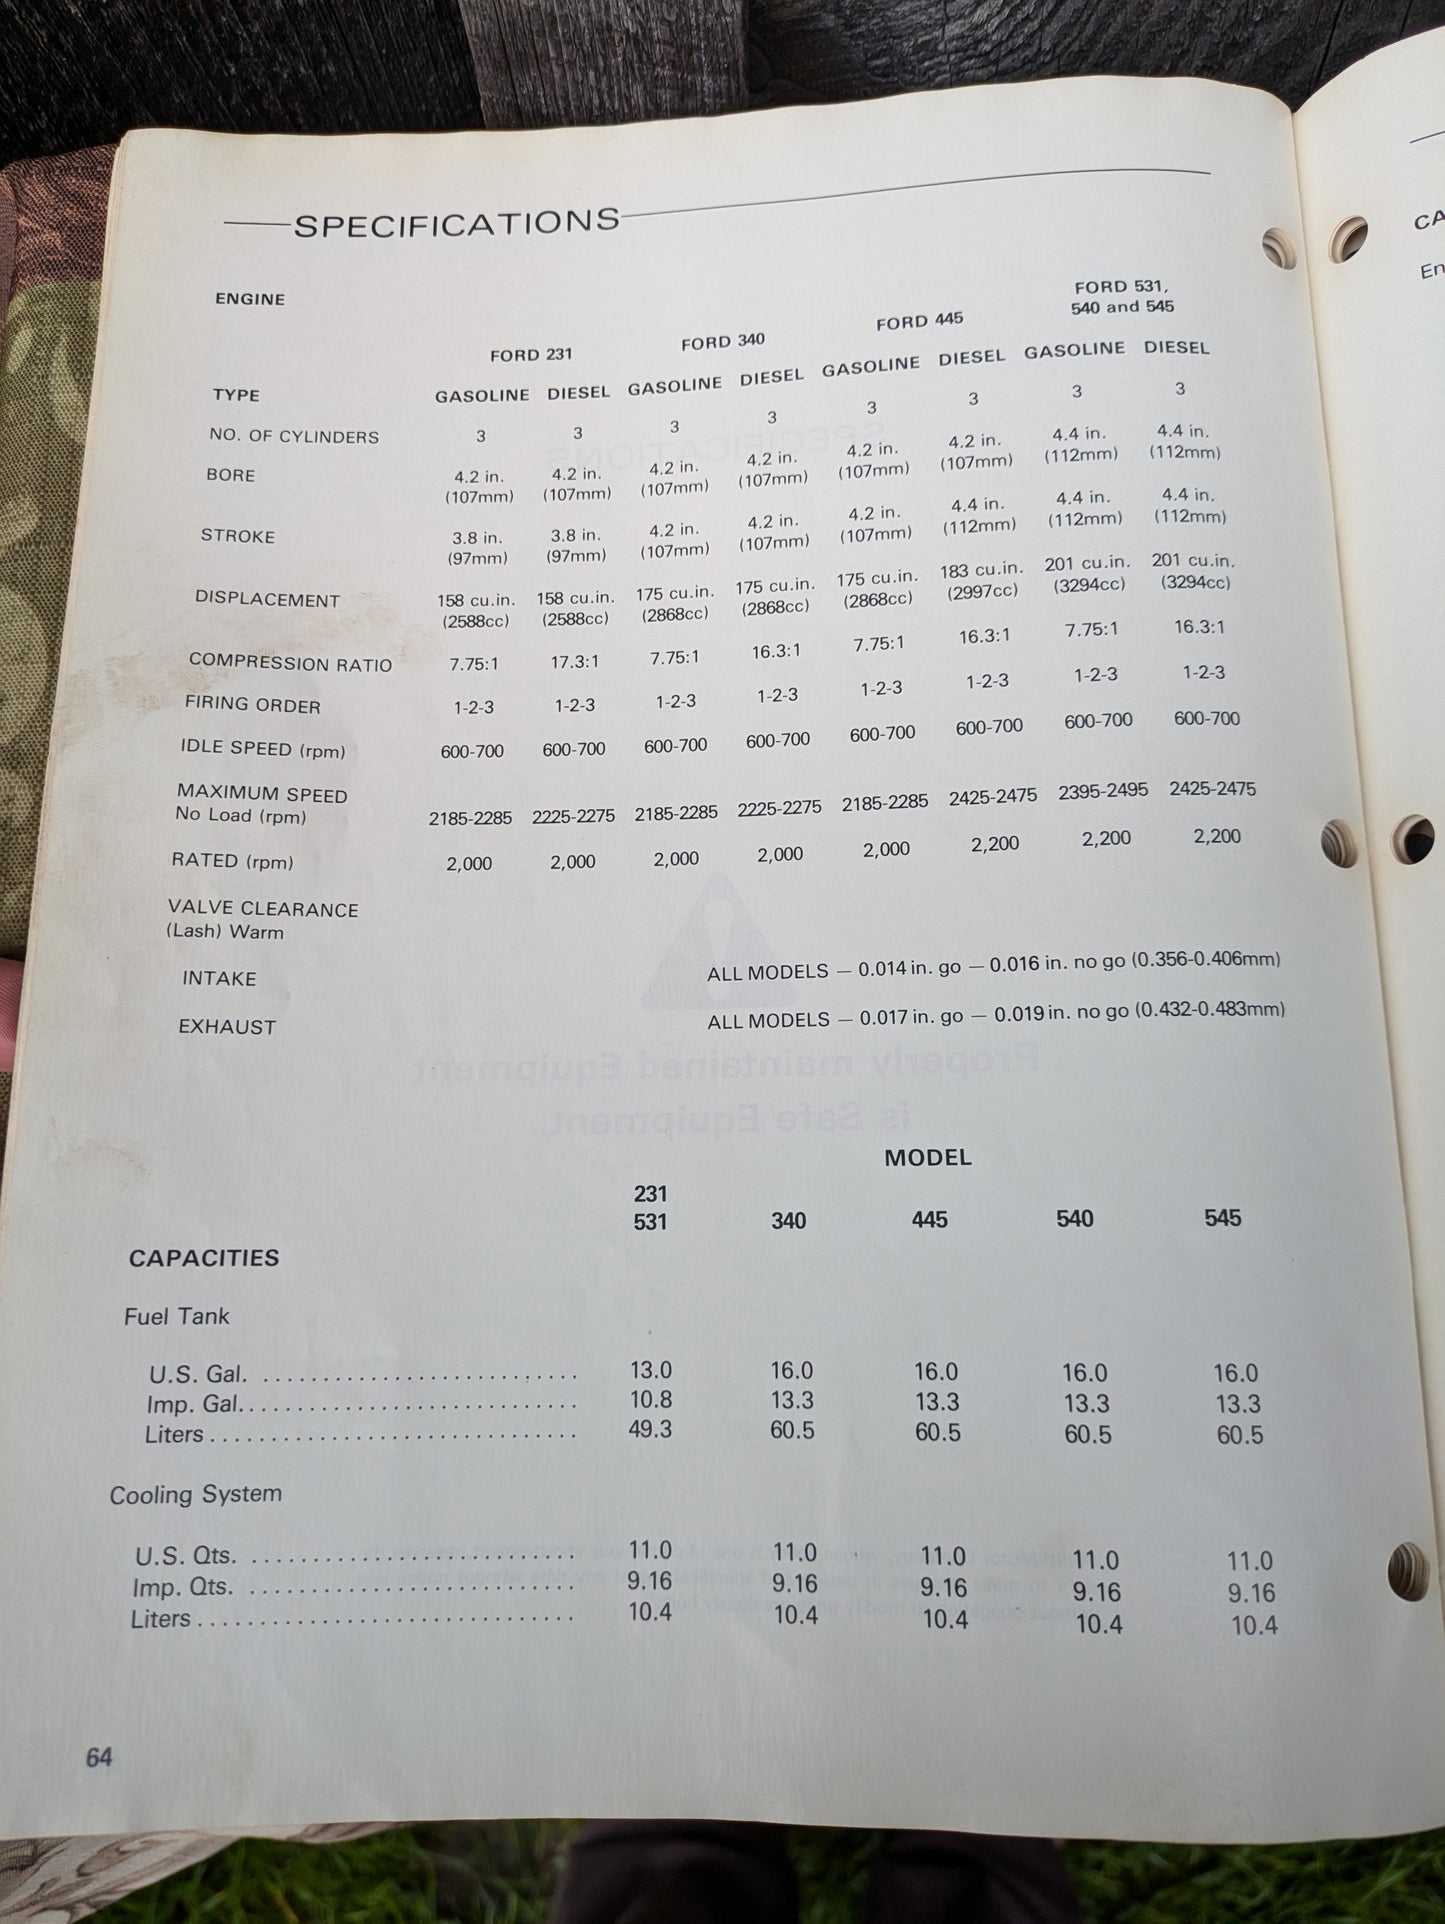 SPECIFICATIONS
ENGINE
FORD 231 FORD 340 FORD 445 FORD 531,
540 and 545
TYPE GASOLINE DIESEL GASOLINE DIESEL GASOLINE DIESEL GASOLINE DIESEL
NO. OF CYLINDERS 3 3 3 3 3 3 3 3
BORE 4.2 in. 4.2 in. 4.2 in. 4.2 in. 4.2 in. 4.2 in. 4.4 in. 4.4 in.
(107mm) (107mm) (107mm) (107mm) (107mm) (107mm) (112mm) (112mm)
STROKE 3.8 in. 3.8 in. 4.2 in. 4.2 in. 4.2 in. 4.4 in. 4.4 in. 4.4 in.
(97mm) (97mm) (107mm) (107mm) (107mm) (112mm) (112mm) (112mm)
DISPLACEMENT 158 cu.in. 158 cu.in. 175 cu.in. 175 cu.in. 175 cu.in. 183 cu.in. 201 cu.in. 201 cu.in.
(2588cc) (2588cc) (2868cc) (2868cc) (2868cc) (2997cc) (3294cc) (3294cc)
COMPRESSION RATIO 7.75:1 17.3:1 7.75:1 16.3:1 7.75:1 16.3:1 7.75:1 16.3:1
FIRING ORDER 1-2-3 1-2-3 1-2-3 1-2-3 1-2-3 1-2-3 1-2-3 1-2-3
IDLE SPEED (rpm) 600-700 600-700 600-700 600-700 600-700 600-700 600-700 600-700
MAXIMUM SPEED
No Load (rpm) 2185-2285 2225-2275 2185-2285 2225-2275 2185-2285 2425-2475 2395-2495 2425-2475
RATED (rpm) 2,000 2,000 2,000 2,000 2,000 2,200 2,200 2,200
VALVE CLEARANCE
(Lash) Warm
INTAKE ALL MODELS — 0.014 in. go — 0.016 in. no go (0.356-0.406mm)
EXHAUST ALL MODELS — 0.017 in. go — 0.019 in. no go (0.432-0.483mm)
MODEL
231
531 340 445 540 545
CAPACITIES
Fuel Tank
U.S. Gal. .......................... 13.0 16.0 16.0 16.0 16.0
Imp. Gal............................ 10.8 13.3 13.3 13.3 13.3
Liters .............................. 49.3 60.5 60.5 60.5 60.5
Cooling System
U.S. Qts. ........................... 11.0 11.0 11.0 11.0 11.0
Imp. Qts. ........................... 9.16 9.16 9.16 9.16 9.16
Liters ............................... 10.4 10.4 10.4 10.4 10.4
64
CA
En